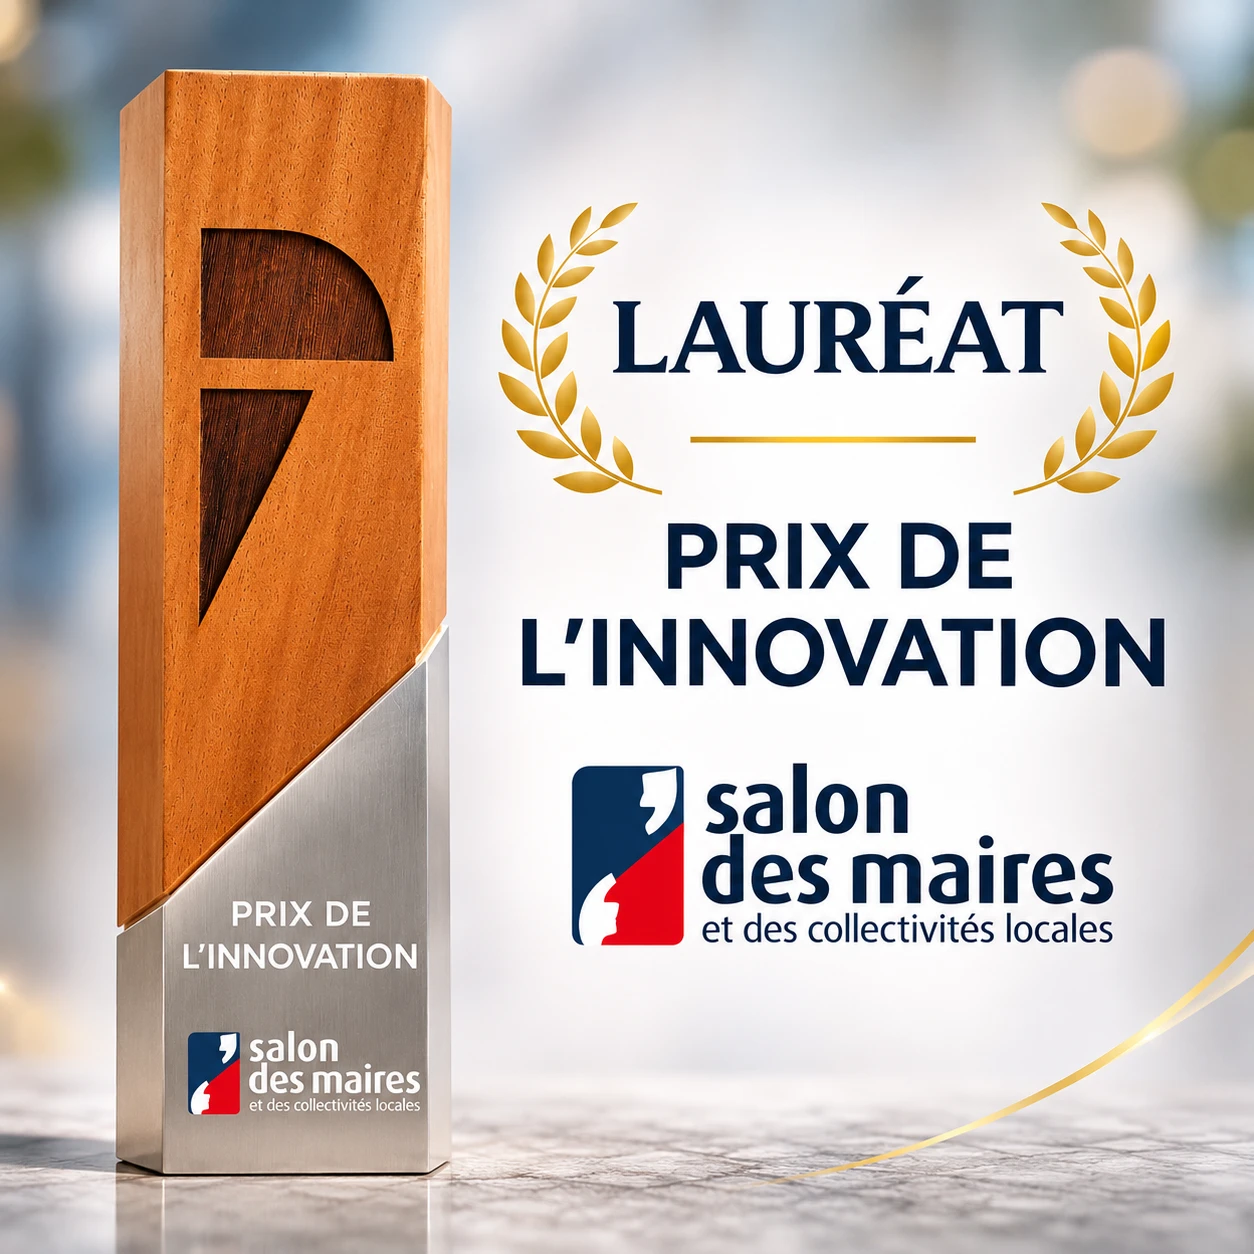 LAURÉAT
PRIX DE
L'INNOVATION
salon
des maires
et des collectivités locales
PRIX DE
L'INNOVATION
salon
des maires
et des collectivités locales